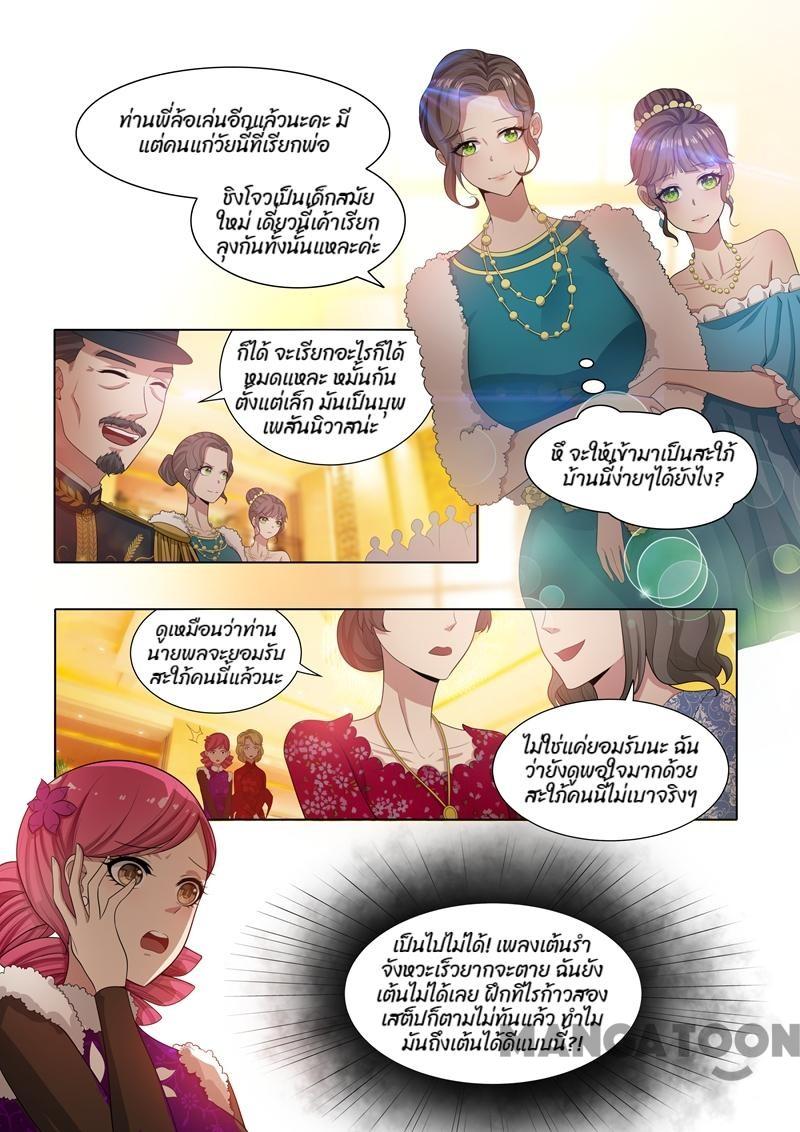 ท่านพี่ล้อเล่นอีกแล้วนะคะ มี
แต่คนแก่วัยนี้ที่เรียกพ่อ
ชิงโจวเป็นเด็กสมัย
ใหม่ เดี๋ยวนี้เค้าเรียก
ลุงกันทั้งนั้นแหละค่ะ
ก็ได้ จะเรียกอะไรก็ได้
หมดแหละ หมั้นกัน
ตั้งแต่เล็ก มันเป็นบุพ
เพสันนิวาสน่ะ
หึ จะให้เข้ามาเป็นสะใภ้
บ้านนี้ง่ายๆได้ยังไง?
ดูเหมือนว่าท่าน
นายพลจะยอมรับ
สะใภ้คนนี้แล้วนะ
ไม่ใช่แค่ยอมรับนะ ฉัน
ว่ายังดูพอใจมากด้วย
สะใภ้คนนี้ไม่เบาจริงๆ
เป็นไปไม่ได้! เพลงเต้นรำ
จังหวะเร็วยากจะตาย ฉันยัง
เต้นไม่ได้เลย ฝึกทีไรก้าวสอง
เสต็ปก็ตามไม่ทันแล้ว ทำไม
มันถึงเต้นได้ดีแบบนี้?!
MANGATOON